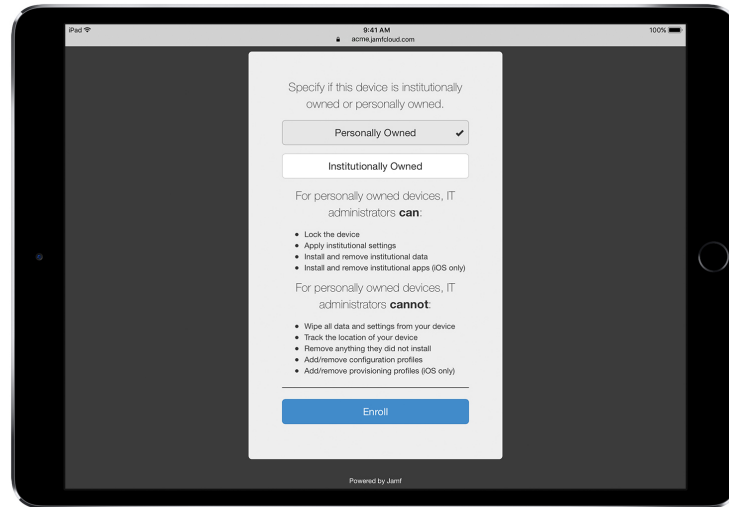 iPad
9:41 AM
100%
acme.jamfcloud.com
Specify if this device is institutionally
owned or personally owned.
Personally Owned
Institutionally Owned
For personally owned devices, IT
administrators can:
• Lock the device
• Apply institutional settings
• Install and remove institutional data
• Install and remove institutional apps (iOS only)
For personally owned devices, IT
administrators cannot:
• Wipe all data and settings from your device
• Track the location of your device
• Remove anything they did not install
• Add/remove configuration profiles
• Add/remove provisioning profiles (iOS only)
Enroll
Powered by Jamf